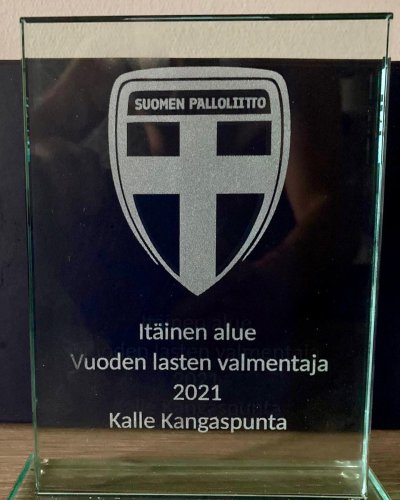 SUOMEN PALLOLIITTO
Itäinen alue
Vuoden lasten valmentaja
2021
Kalle Kangaspunta